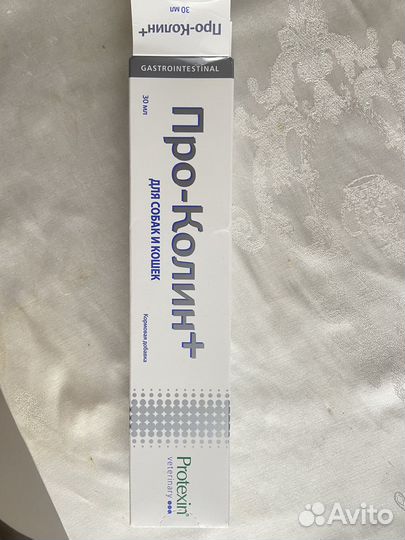 Про-Колин+
30 мл
GASTROINTESTINAL
30 мл
Про-Колин+
ДЛЯ СОБАК И КОШЕК
Кормовая добавка
Protexin®
veterinary
Avito